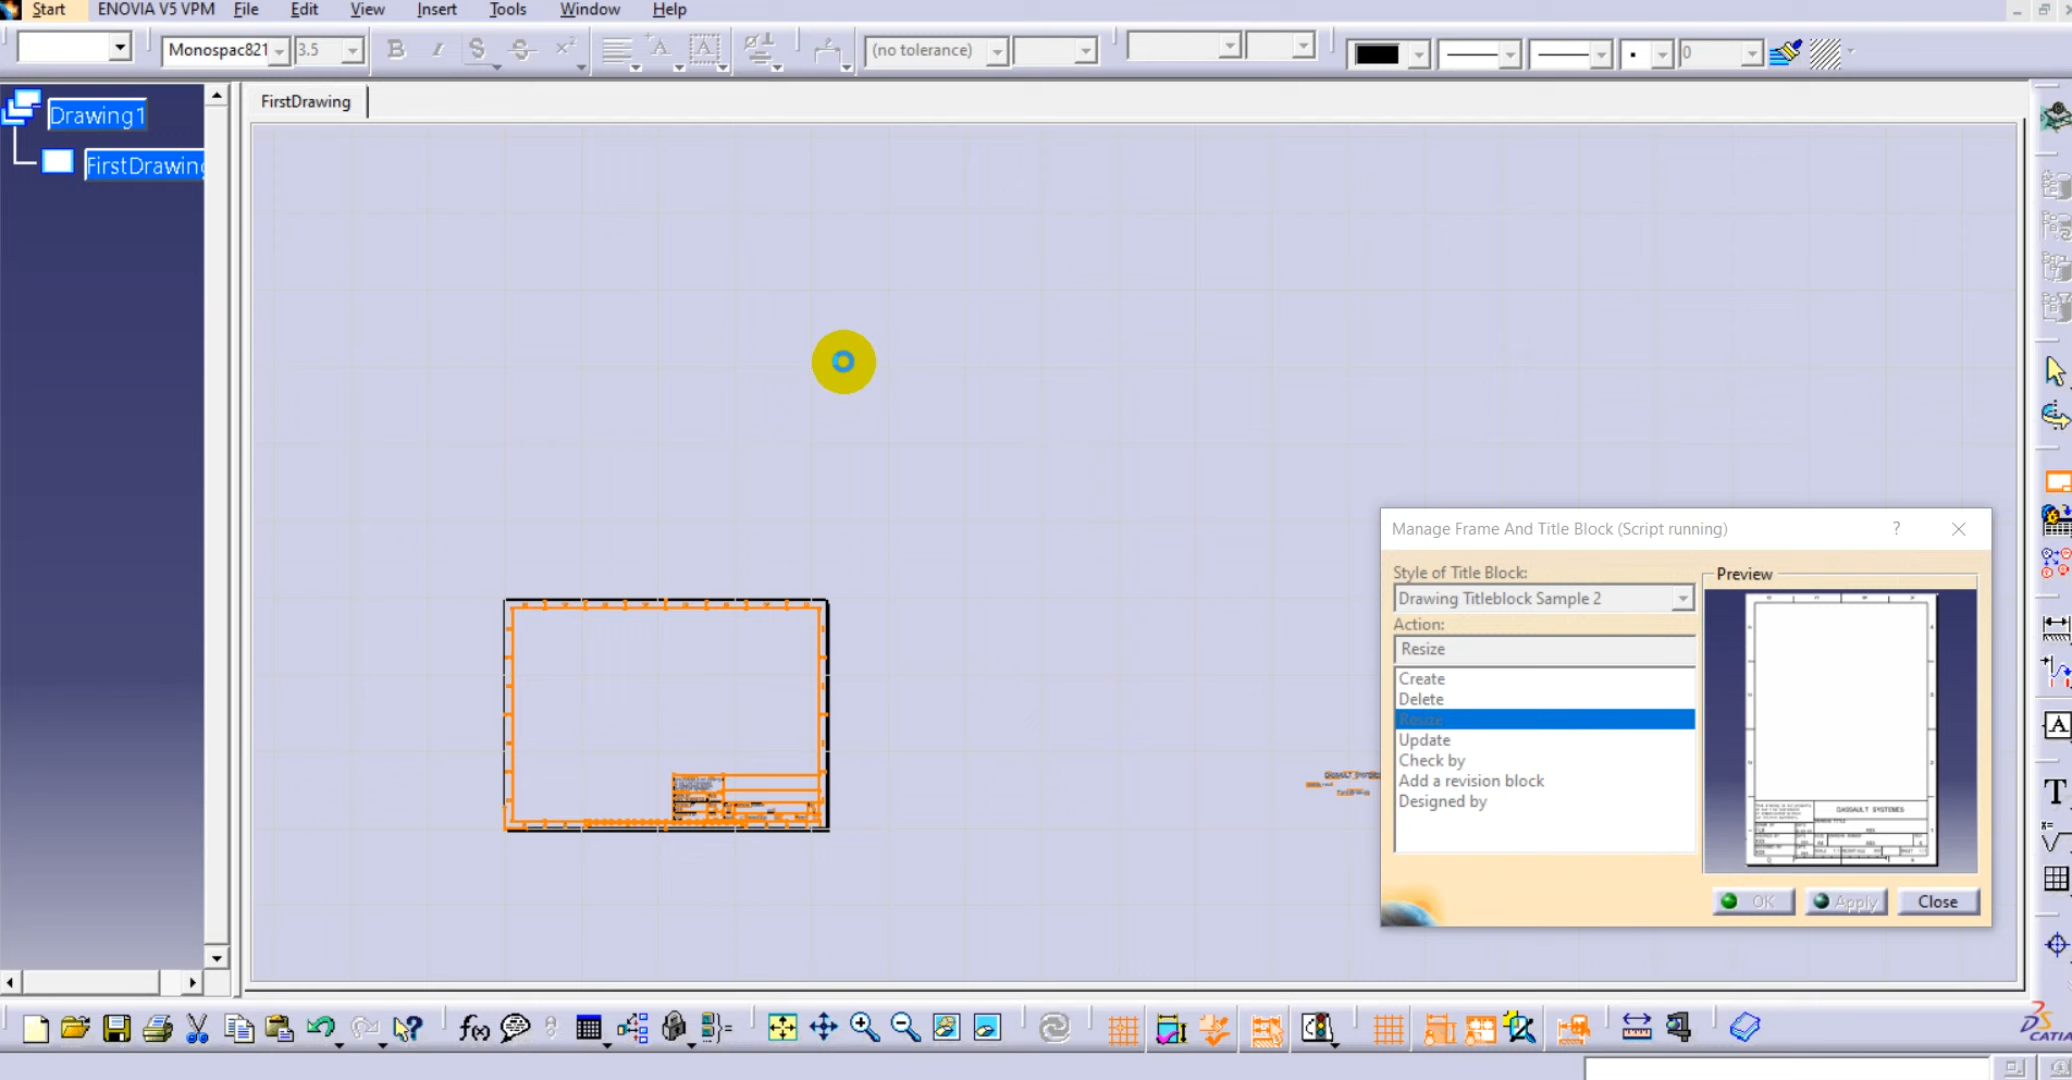 Start ENOVIA V5 VPM File Edit View Insert Tools Window Help
Monospac821 3.5 B I S S x² A A (no tolerance) 0
FirstDrawing
Drawing1
FirstDrawing
Manage Frame And Title Block (Script running) ?
Style of Title Block:
Drawing Titleblock Sample 2
Action:
Resize
Create
Delete
Resize
Update
Check by
Add a revision block
Designed by
Preview
DASSAULT SYSTEMES
OK Apply Close
A
T
f(x)
CATIA